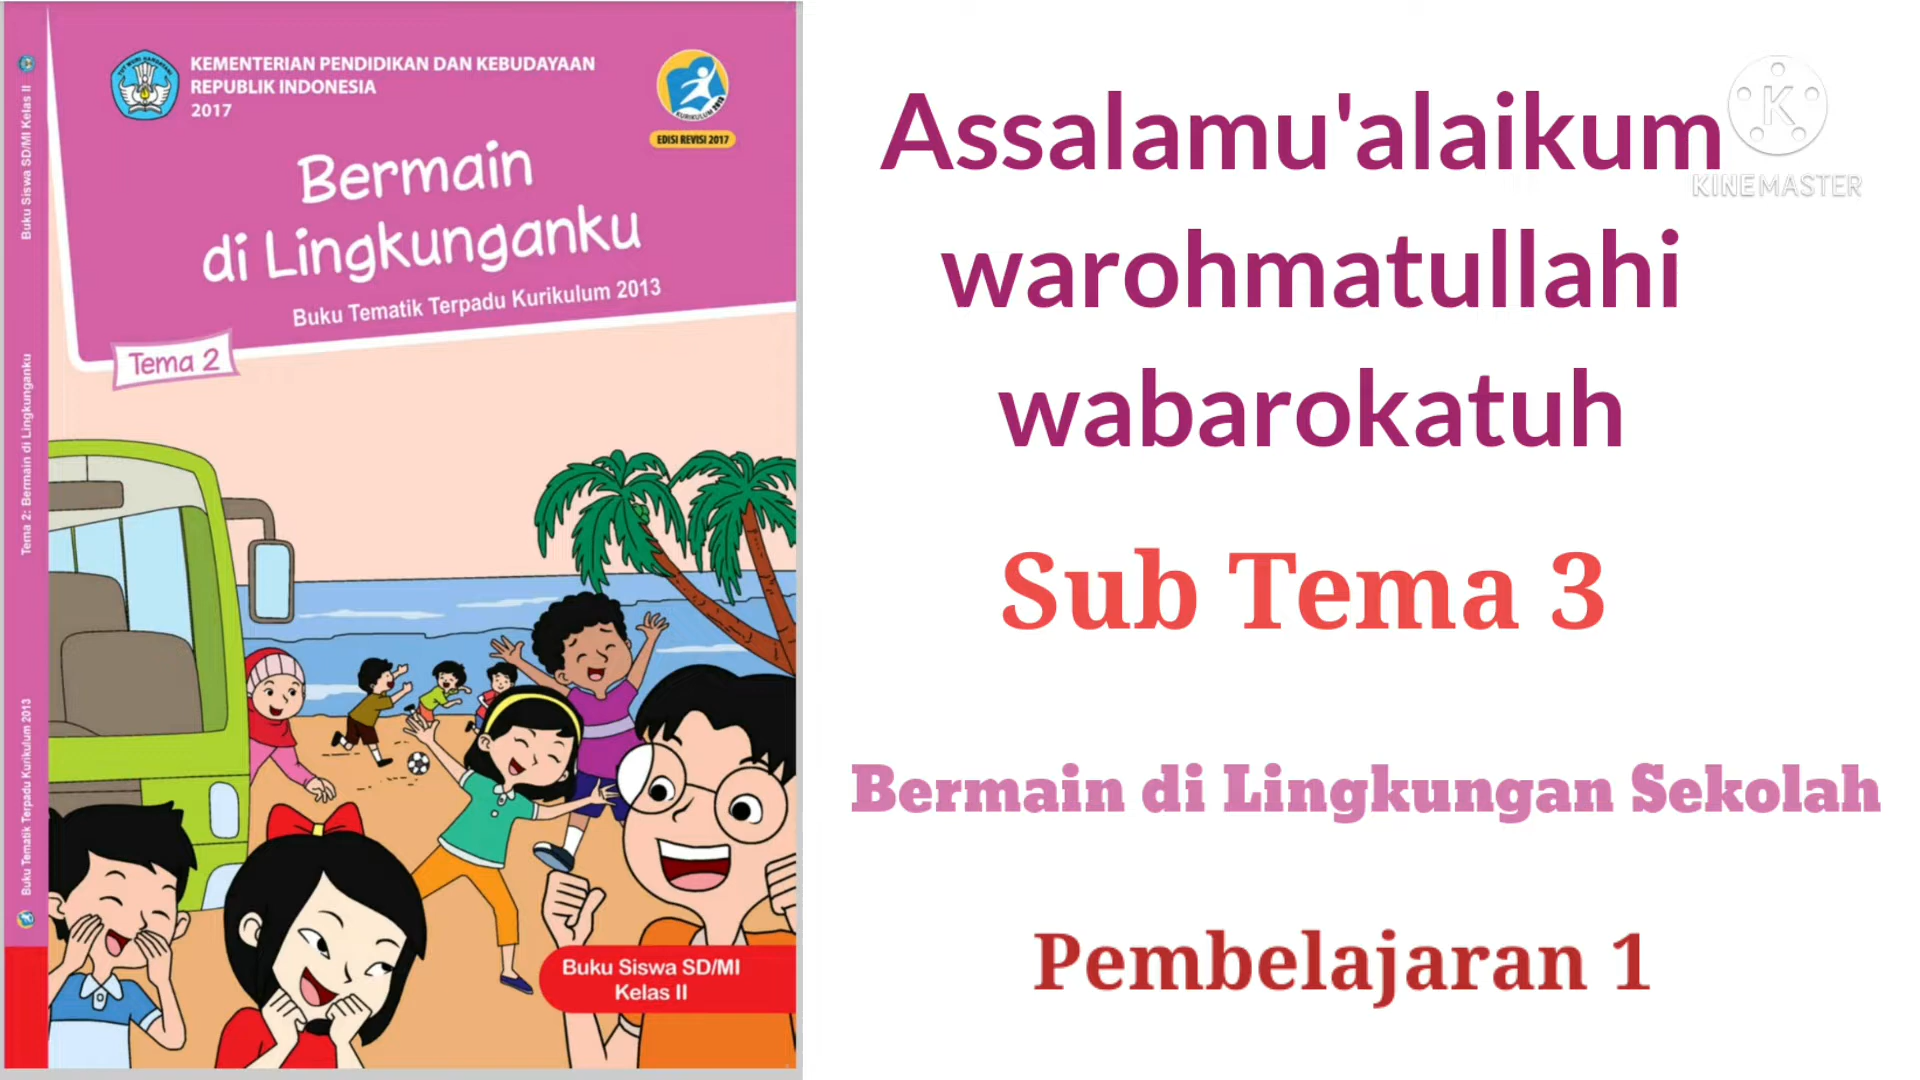 KEMENTERIAN PENDIDIKAN DAN KEBUDAYAAN
REPUBLIK INDONESIA
2017
KURIKULUM 2013
EDISI REVISI 2017
Bermain
di Lingkunganku
Buku Tematik Terpadu Kurikulum 2013
Tema 2
Buku Siswa SD/MI
Kelas II
Buku Siswa SD/MI Kelas II
Tema 2: Bermain di Lingkunganku
Buku Tematik Terpadu Kurikulum 2013
Assalamu'alaikum
warohmatullahi
wabarokatuh
Sub Tema 3
Bermain di Lingkungan Sekolah
Pembelajaran 1
K
KINEMASTER